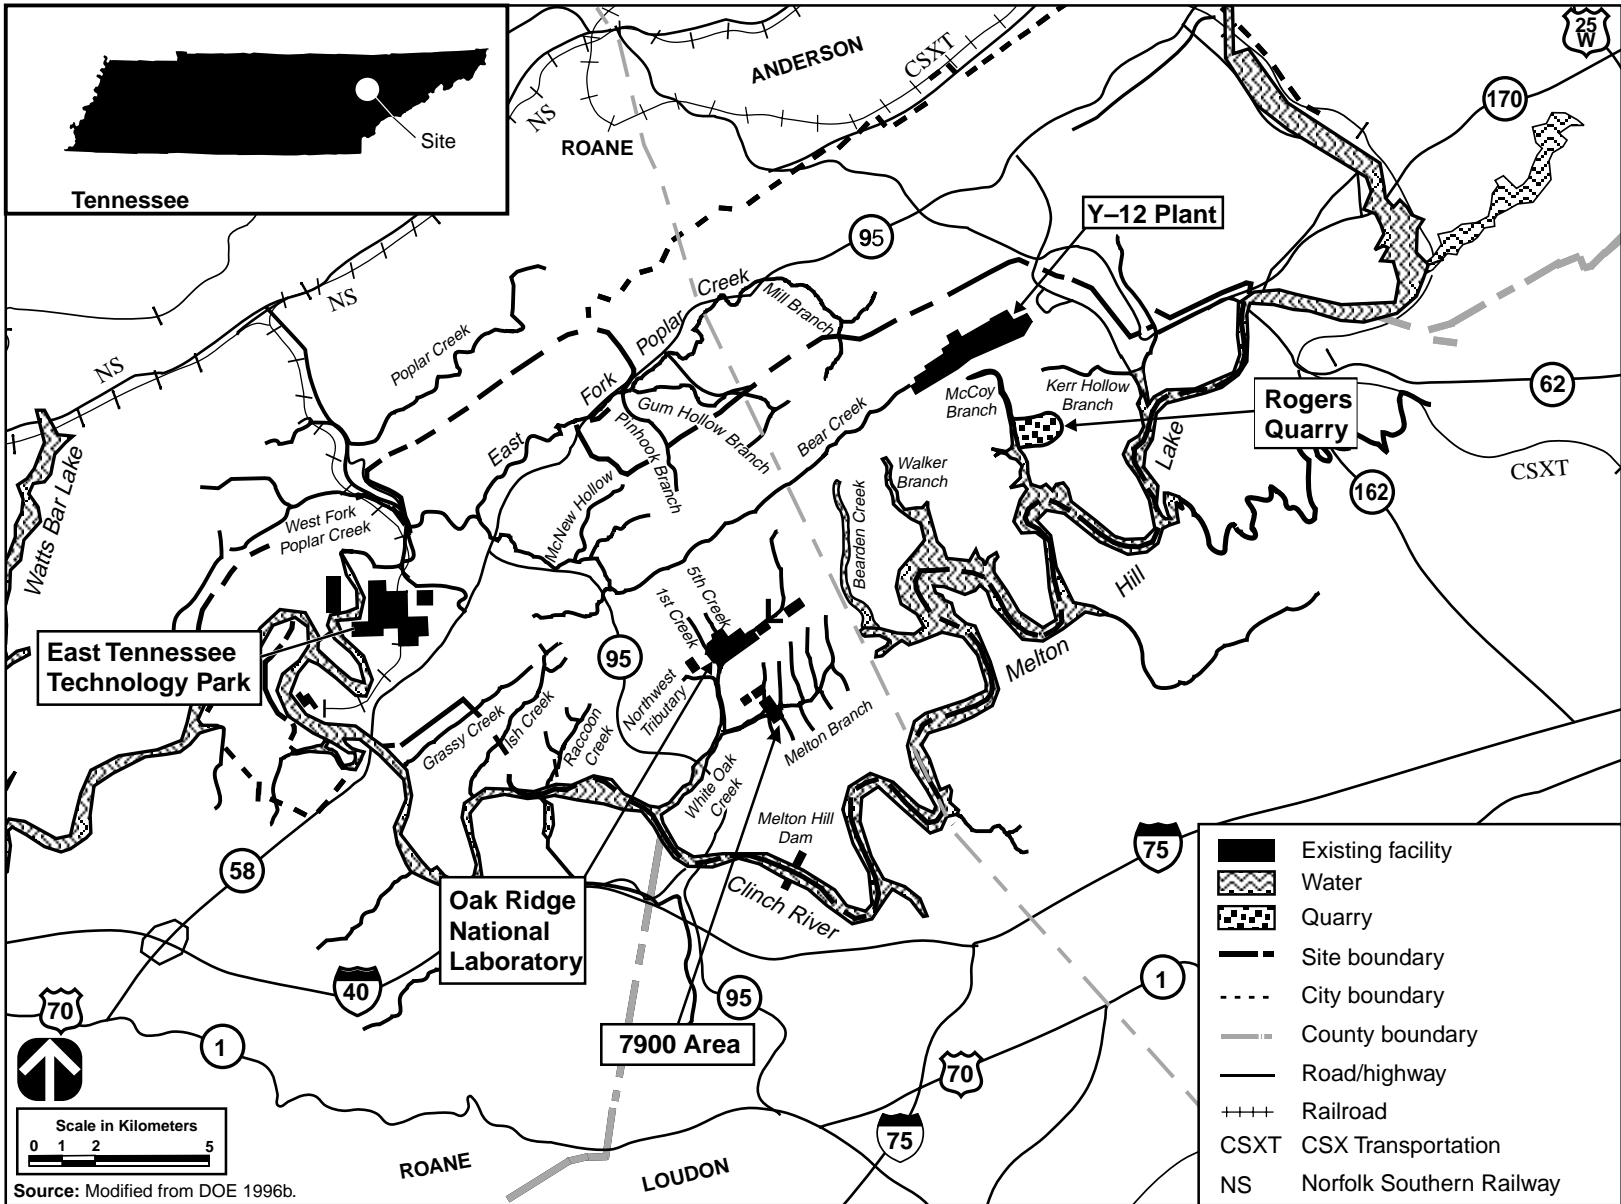 Site
Tennessee
ANDERSON
CSXT
NS
ROANE
25
W
170
Y–12 Plant
95
NS
NS
Poplar Creek
East Fork Poplar Creek
Mill Branch
Gum Hollow Branch
Pinhook Branch
McNew Hollow
Bear Creek
McCoy
Branch
Kerr Hollow
Branch
Rogers
Quarry
62
CSXT
162
Watts Bar Lake
West Fork
Poplar Creek
Walker
Branch
Bearden Creek
Melton Hill Lake
East Tennessee
Technology Park
5th Creek
1st Creek
95
Northwest
Tributary
Grassy Creek
Ish Creek
Raccoon
Creek
Melton Branch
White Oak
Creek
Melton Hill
Dam
Clinch River
58
Oak Ridge
National
Laboratory
40
70
1
95
7900 Area
75
1
70
75
Existing facility
Water
Quarry
Site boundary
City boundary
County boundary
Road/highway
Railroad
CSXT CSX Transportation
NS Norfolk Southern Railway
Scale in Kilometers
0 1 2 5
ROANE
LOUDON
Source: Modified from DOE 1996b.